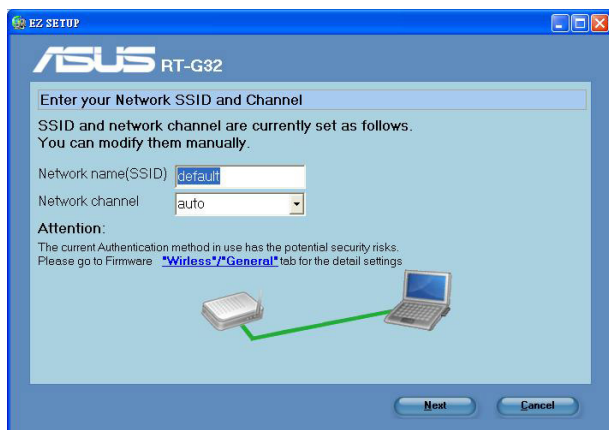 EZ SETUP
ASUS RT-G32
Enter your Network SSID and Channel
SSID and network channel are currently set as follows.
You can modify them manually.
Network name(SSID) default
Network channel auto
Attention:
The current Authentication method in use has the potential security risks.
Please go to Firmware "Wirless"/"General" tab for the detail settings
Next Cancel